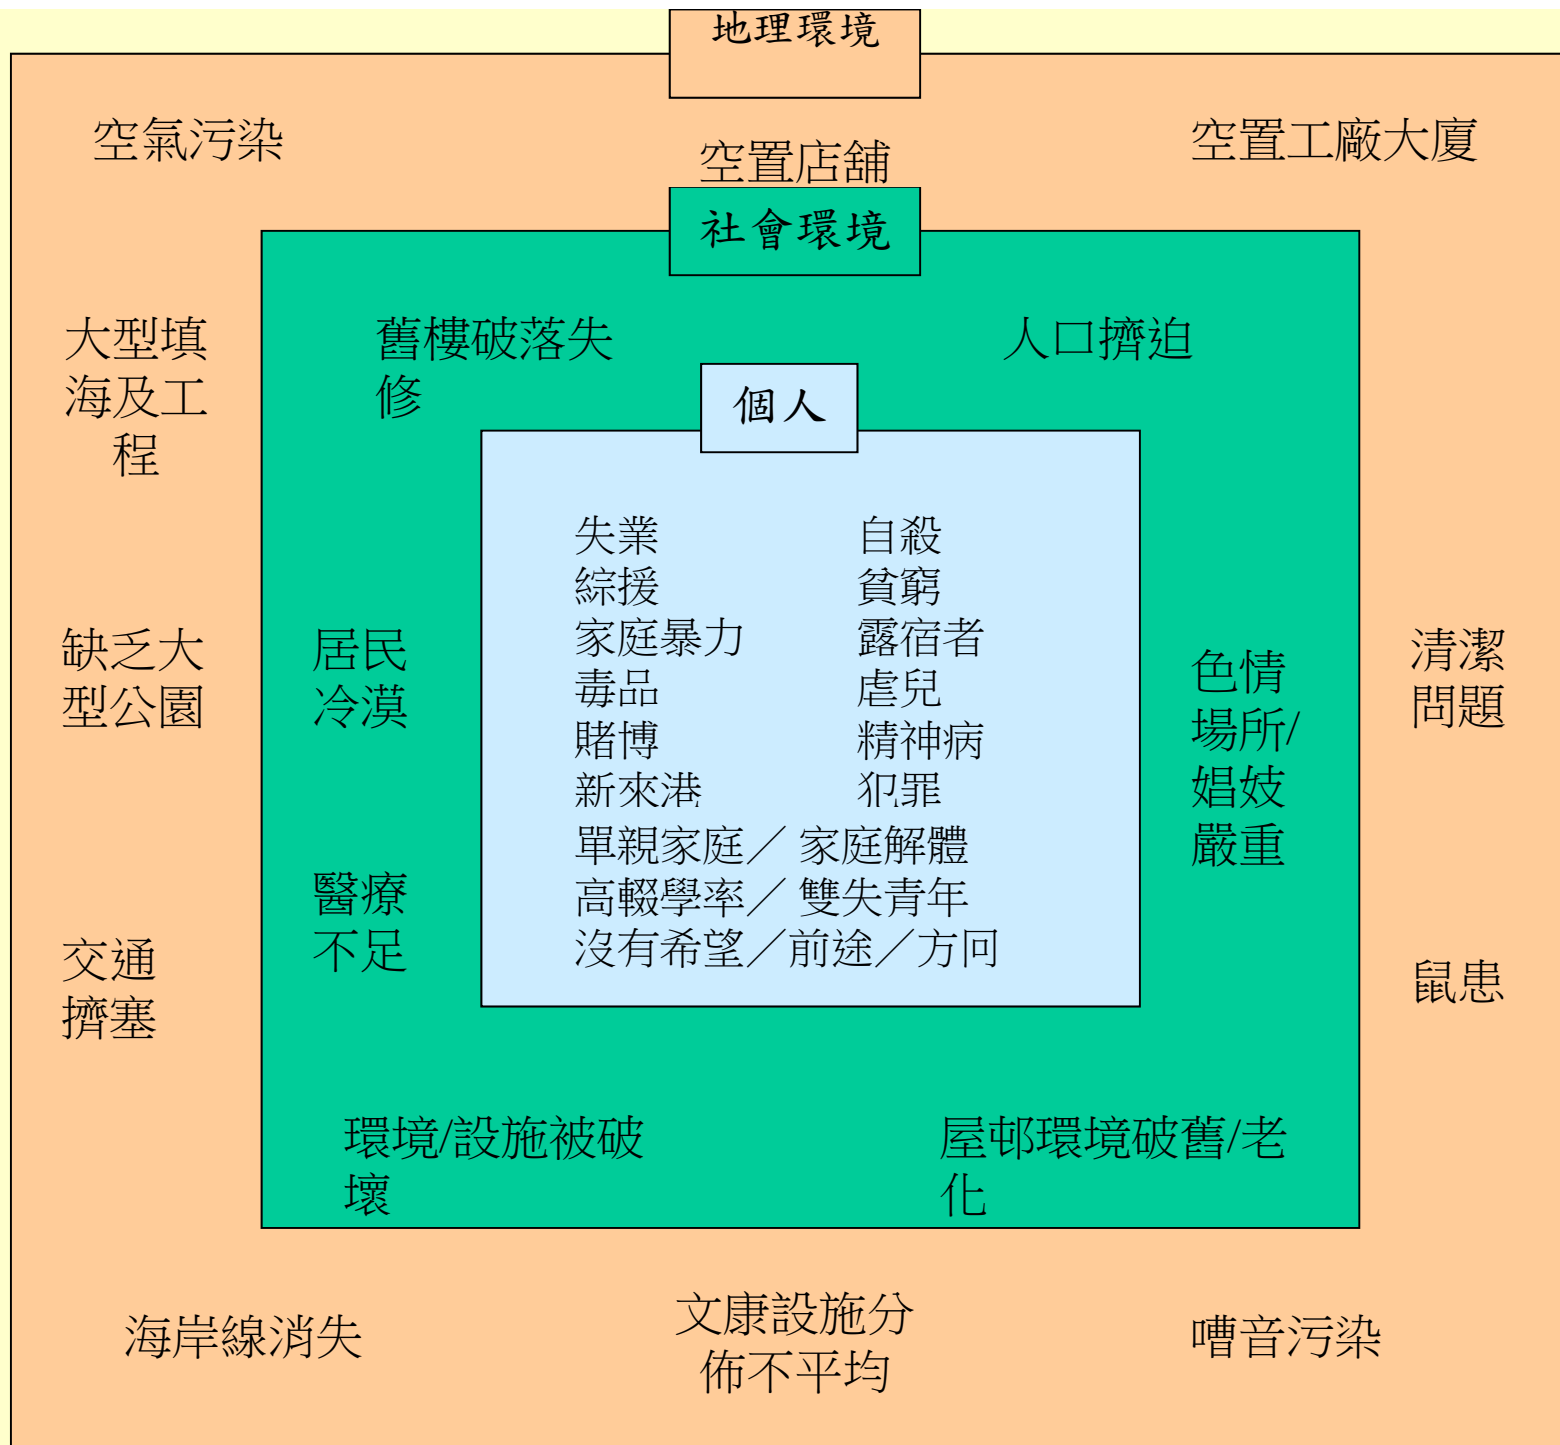 地理環境
空氣污染
空置店舖
空置工廠大廈
社會環境
大型填
海及工
程
舊樓破落失
修
人口擠迫
個人
失業 自殺
綜援 貧窮
家庭暴力 露宿者
毒品 虐兒
賭博 精神病
新來港 犯罪
單親家庭／ 家庭解體
高輟學率／ 雙失青年
沒有希望／前途／方向
缺乏大
型公園
居民
冷漠
色情
場所/
娼妓
嚴重
清潔
問題
醫療
不足
交通
擠塞
鼠患
環境/設施被破
壞
屋邨環境破舊/老
化
海岸線消失
文康設施分
佈不平均
嘈音污染